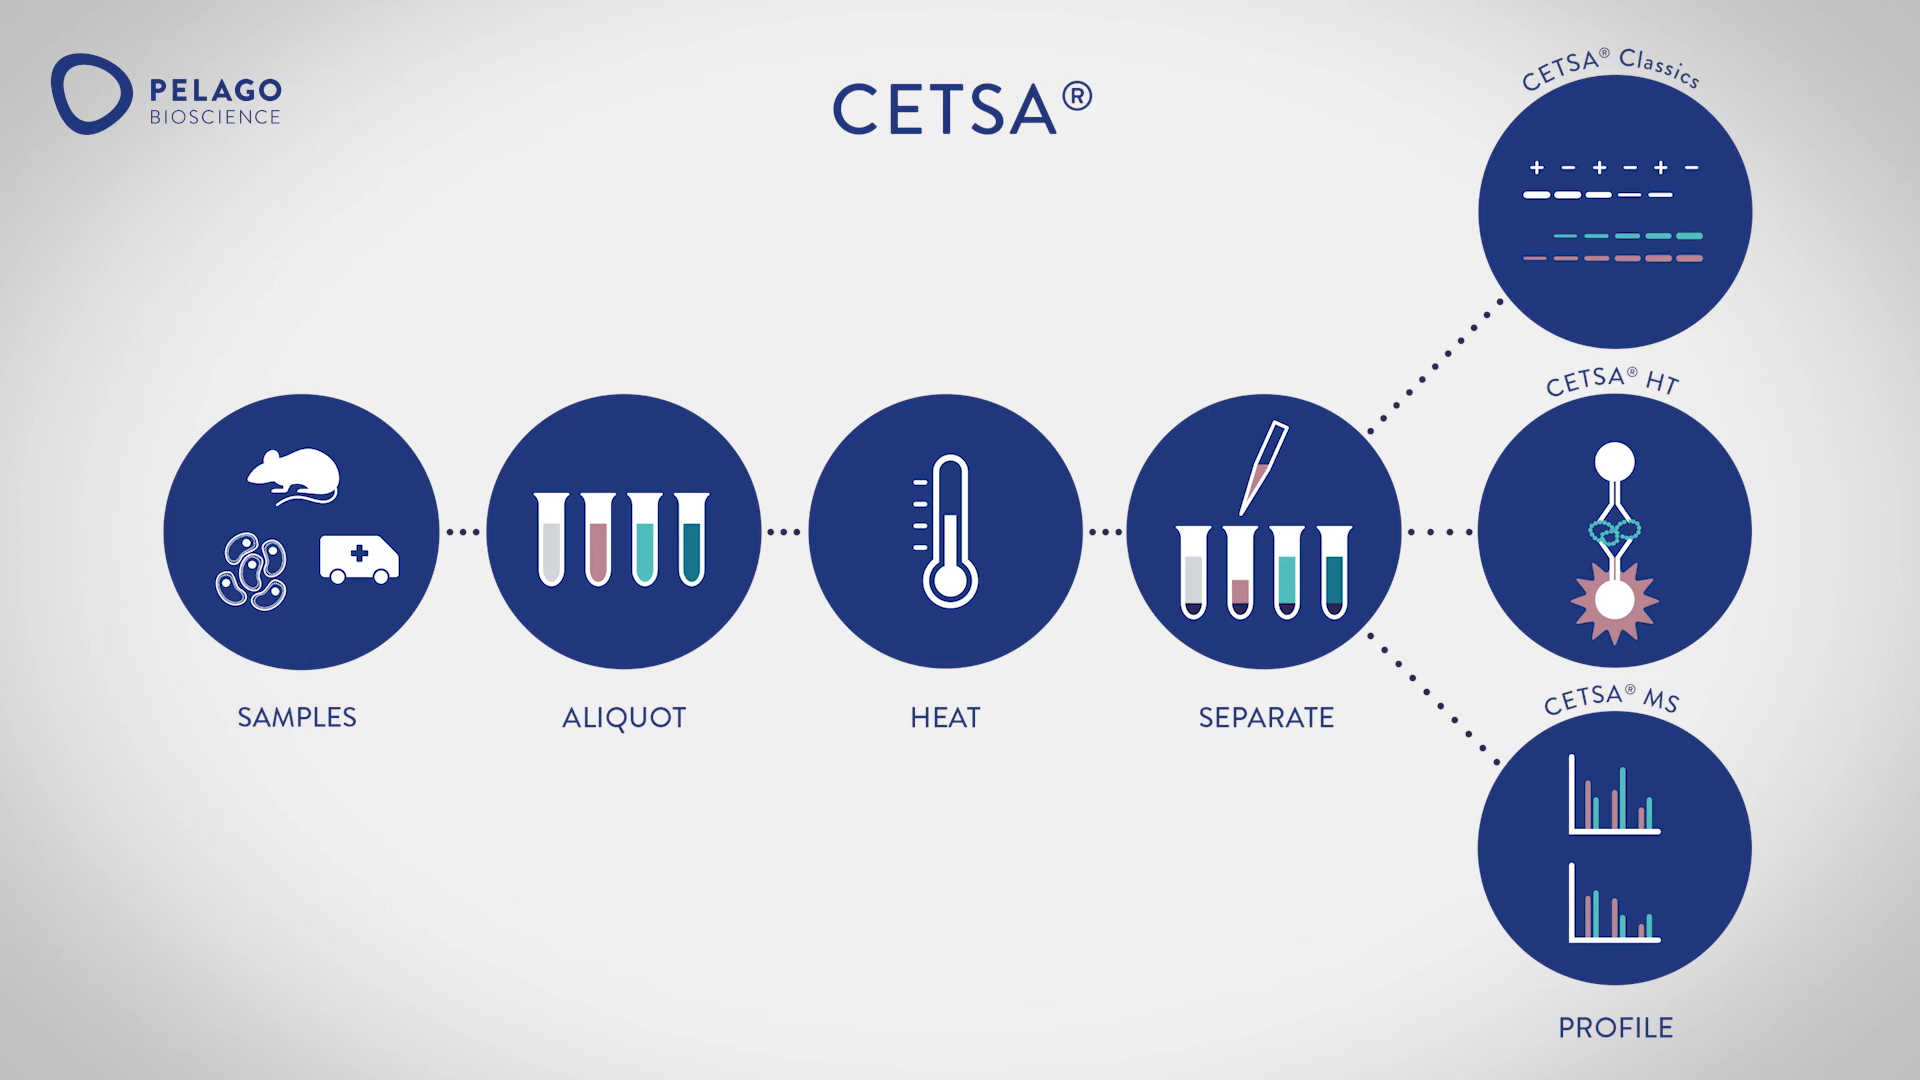 PELAGO
BIOSCIENCE
CETSA®
CETSA® Classics
+ − + − + −
CETSA® HT
SAMPLES
ALIQUOT
HEAT
SEPARATE
CETSA® MS
PROFILE